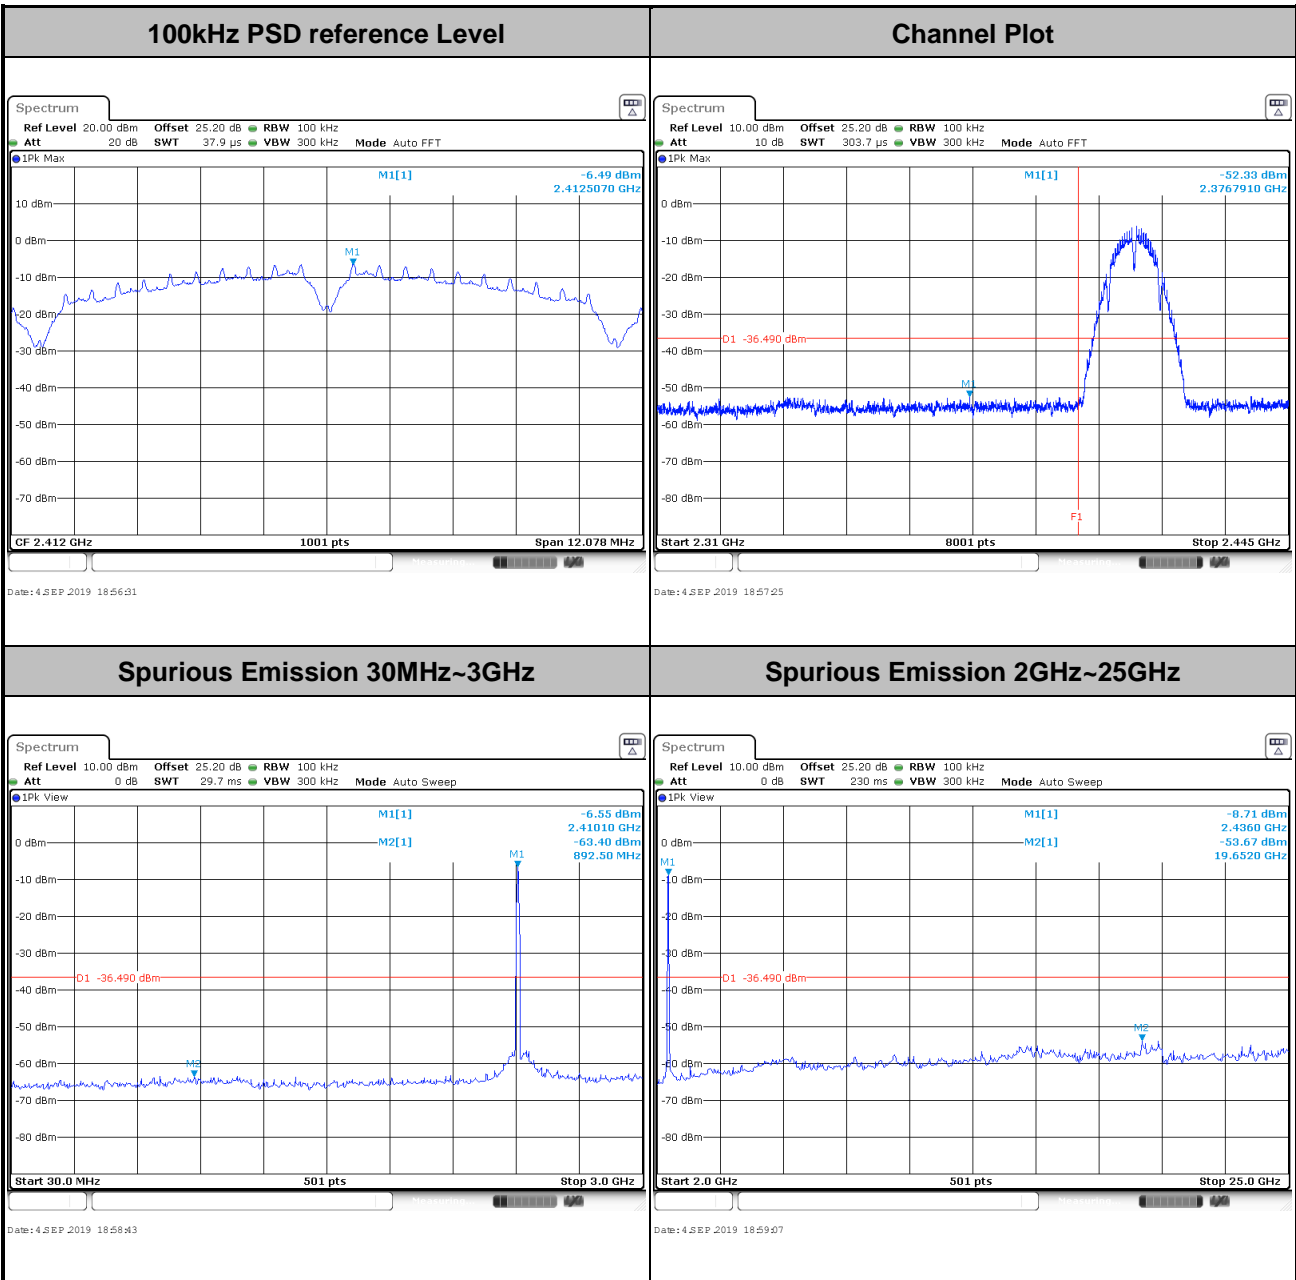 100kHz PSD reference Level
Spectrum
Ref Level 20.00 dBm Offset 25.20 dB RBW 100 kHz
Att 20 dB SWT 37.9 µs VBW 300 kHz Mode Auto FFT
1Pk Max
M1[1] -6.49 dBm
2.4125070 GHz
10 dBm
0 dBm
M1
-10 dBm
-20 dBm
-30 dBm
-40 dBm
-50 dBm
-60 dBm
-70 dBm
CF 2.412 GHz 1001 pts Span 12.078 MHz
Measuring...
Date: 4.SEP.2019 18:56:31
Channel Plot
Spectrum
Ref Level 10.00 dBm Offset 25.20 dB RBW 100 kHz
Att 10 dB SWT 303.7 µs VBW 300 kHz Mode Auto FFT
1Pk Max
M1[1] -52.33 dBm
2.3767910 GHz
0 dBm
-10 dBm
-20 dBm
-30 dBm
D1 -36.490 dBm
-40 dBm
M1
-50 dBm
-60 dBm
-70 dBm
-80 dBm
F1
Start 2.31 GHz 8001 pts Stop 2.445 GHz
Measuring...
Date: 4.SEP.2019 18:57:25
Spurious Emission 30MHz~3GHz
Spectrum
Ref Level 10.00 dBm Offset 25.20 dB RBW 100 kHz
Att 0 dB SWT 29.7 ms VBW 300 kHz Mode Auto Sweep
1Pk View
M1[1] -6.55 dBm
2.41010 GHz
0 dBm M2[1] -63.40 dBm
M1 892.50 MHz
-10 dBm
-20 dBm
-30 dBm
D1 -36.490 dBm
-40 dBm
-50 dBm
-60 dBm M2
-70 dBm
-80 dBm
Start 30.0 MHz 501 pts Stop 3.0 GHz
Measuring...
Date: 4.SEP.2019 18:58:43
Spurious Emission 2GHz~25GHz
Spectrum
Ref Level 10.00 dBm Offset 25.20 dB RBW 100 kHz
Att 0 dB SWT 230 ms VBW 300 kHz Mode Auto Sweep
1Pk View
M1[1] -8.71 dBm
2.4360 GHz
0 dBm M2[1] -53.67 dBm
M1 19.6520 GHz
-10 dBm
-20 dBm
-30 dBm
D1 -36.490 dBm
-40 dBm
-50 dBm M2
-60 dBm
-70 dBm
-80 dBm
Start 2.0 GHz 501 pts Stop 25.0 GHz
Measuring...
Date: 4.SEP.2019 18:59:07